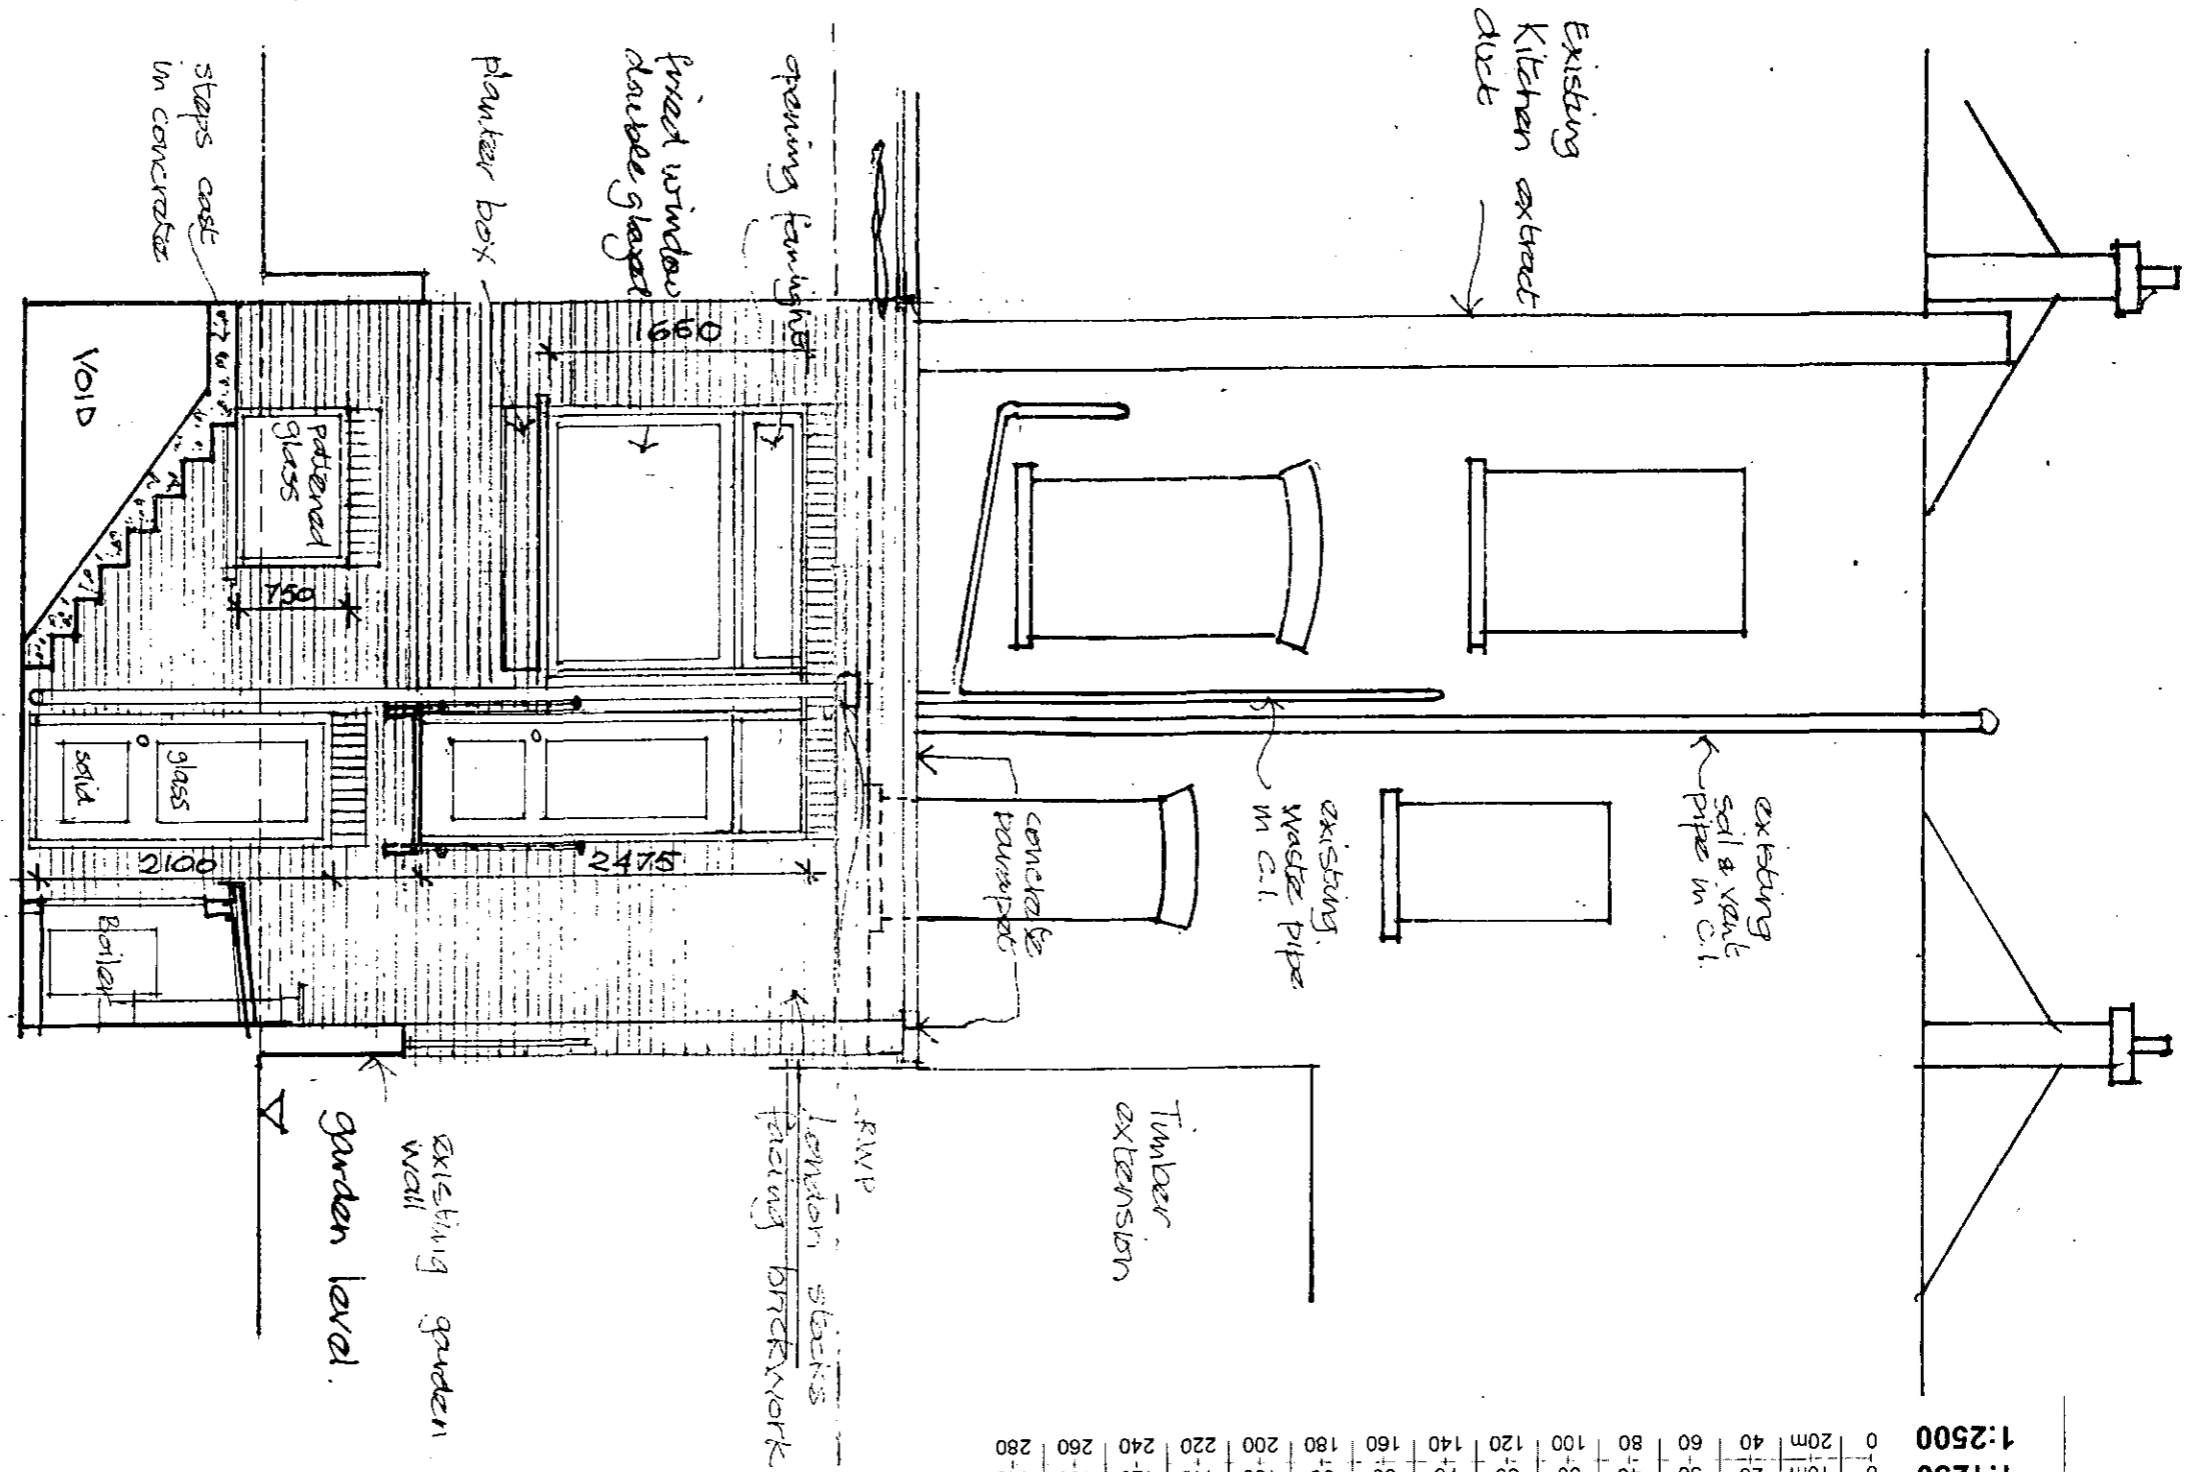 Existing
Kitchen extract
duct
existing
soil & vent
pipe in C.I.
existing
waste pipe
in C.I.
concrete
parapet
Timber
extension
opening fanlight
fixed window
double glazed
planter box
steps cast
in concrete
RWP
London stocks
facing brickwork
existing garden
wall
garden level.
1660
2475
patterned
glass
750
VOID
glass
solid
2100
Boiler
1:2500
0 20m 40 60 80 100 120 140 160 180 200 220 240 260 280
1:1250